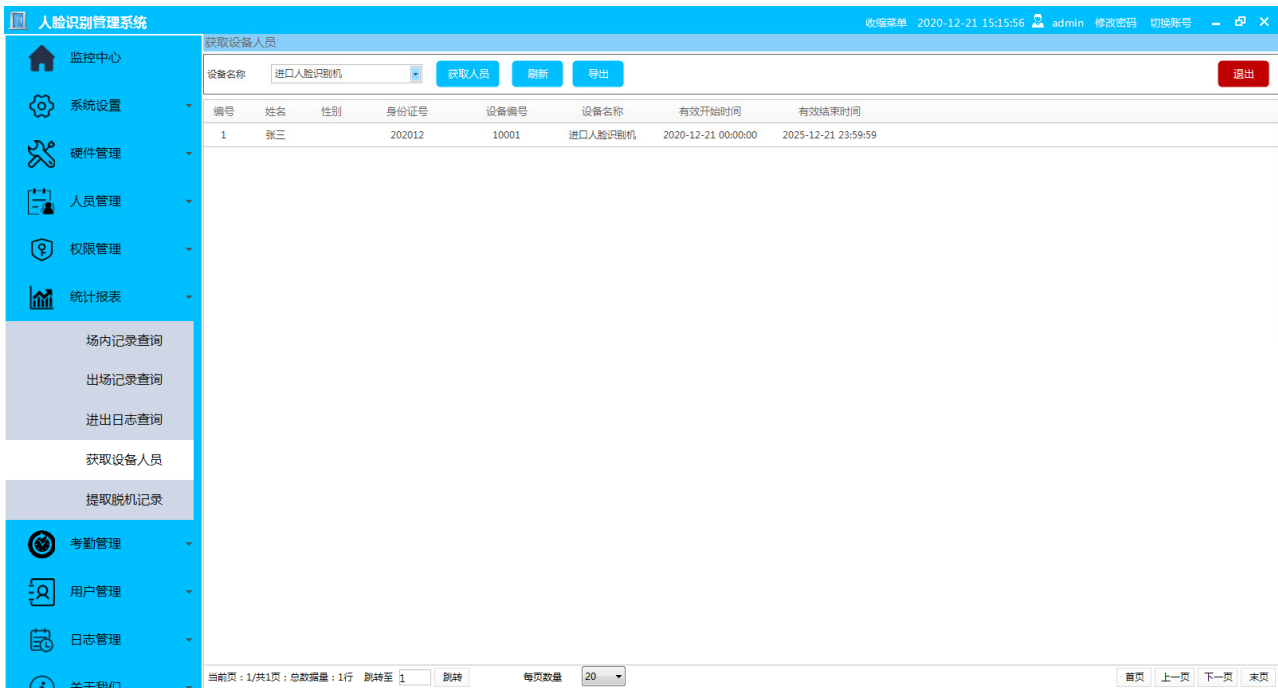 人脸识别管理系统
收缩菜单 2020-12-21 15:15:56 admin 修改密码 切换账号
监控中心
系统设置
硬件管理
人员管理
权限管理
统计报表
场内记录查询
出场记录查询
进出日志查询
获取设备人员
提取脱机记录
考勤管理
用户管理
日志管理
关于我们
获取设备人员
设备名称 进口人脸识别机 获取人员 刷新 导出 退出
编号 姓名 性别 身份证号 设备编号 设备名称 有效开始时间 有效结束时间
1 张三 202012 10001 进口人脸识别机 2020-12-21 00:00:00 2025-12-21 23:59:59
当前页：1/共1页；总数据量：1行 跳转至 1 跳转 每页数量 20 首页 上一页 下一页 末页